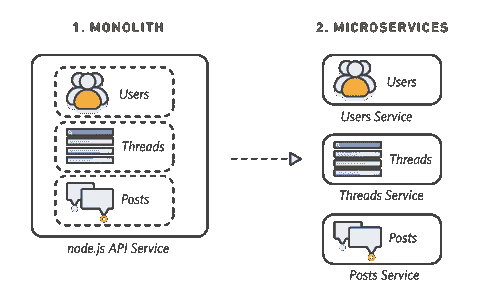 1. MONOLITH
Users
Threads
Posts
node.js API Service
2. MICROSERVICES
Users
Users Service
Threads
Threads Service
Posts
Posts Service